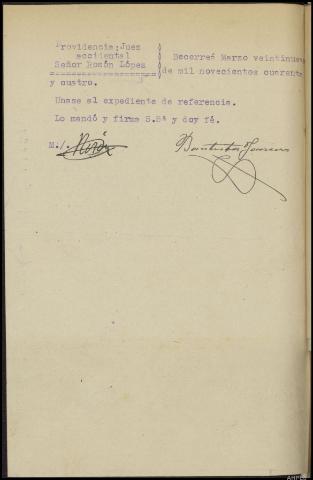 Providencia;Juez
accidental
Señor Rozón López
Becerreá Marzo veintinueve
de mil novecientos cuarenta
y cuatro.
Unase al expediente de referencia.
Lo mandó y firma S.Sª y doy fé.
M./.